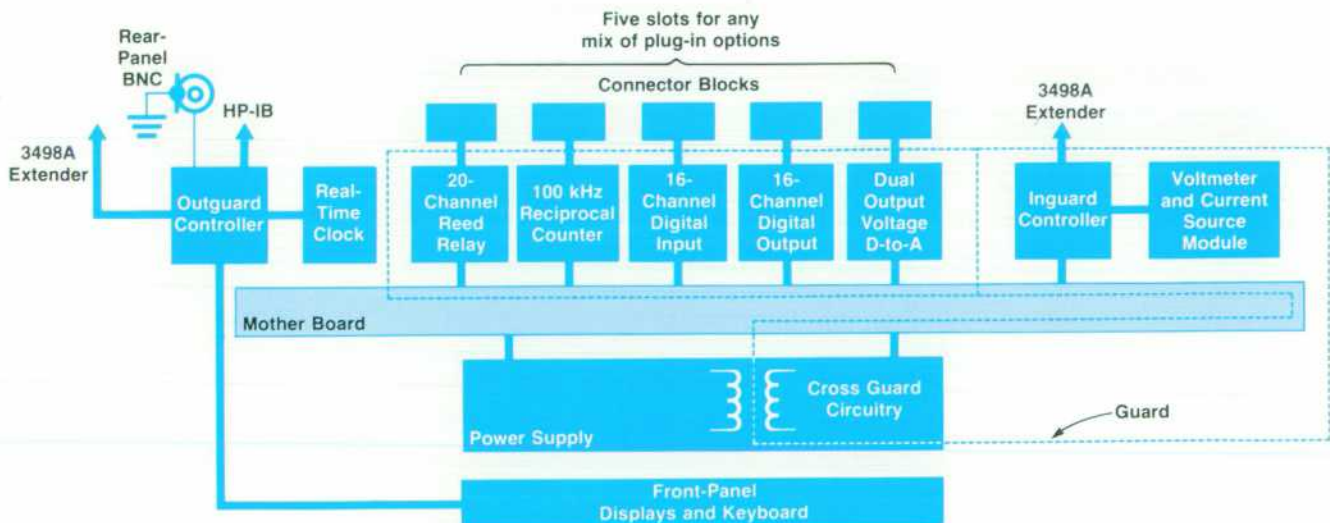 Five slots for any
mix of plug-in options
Rear-
Panel
BNC
Connector Blocks
HP-IB
3498A
Extender
3498A
Extender
Outguard
Controller
Real-
Time
Clock
20-
Channel
Reed
Relay
100 kHz
Reciprocal
Counter
16-
Channel
Digital
Input
16-
Channel
Digital
Output
Dual
Output
Voltage
D-to-A
Inguard
Controller
Voltmeter
and Current
Source
Module
Mother Board
Cross Guard
Circuitry
Power Supply
Guard
Front-Panel
Displays and Keyboard